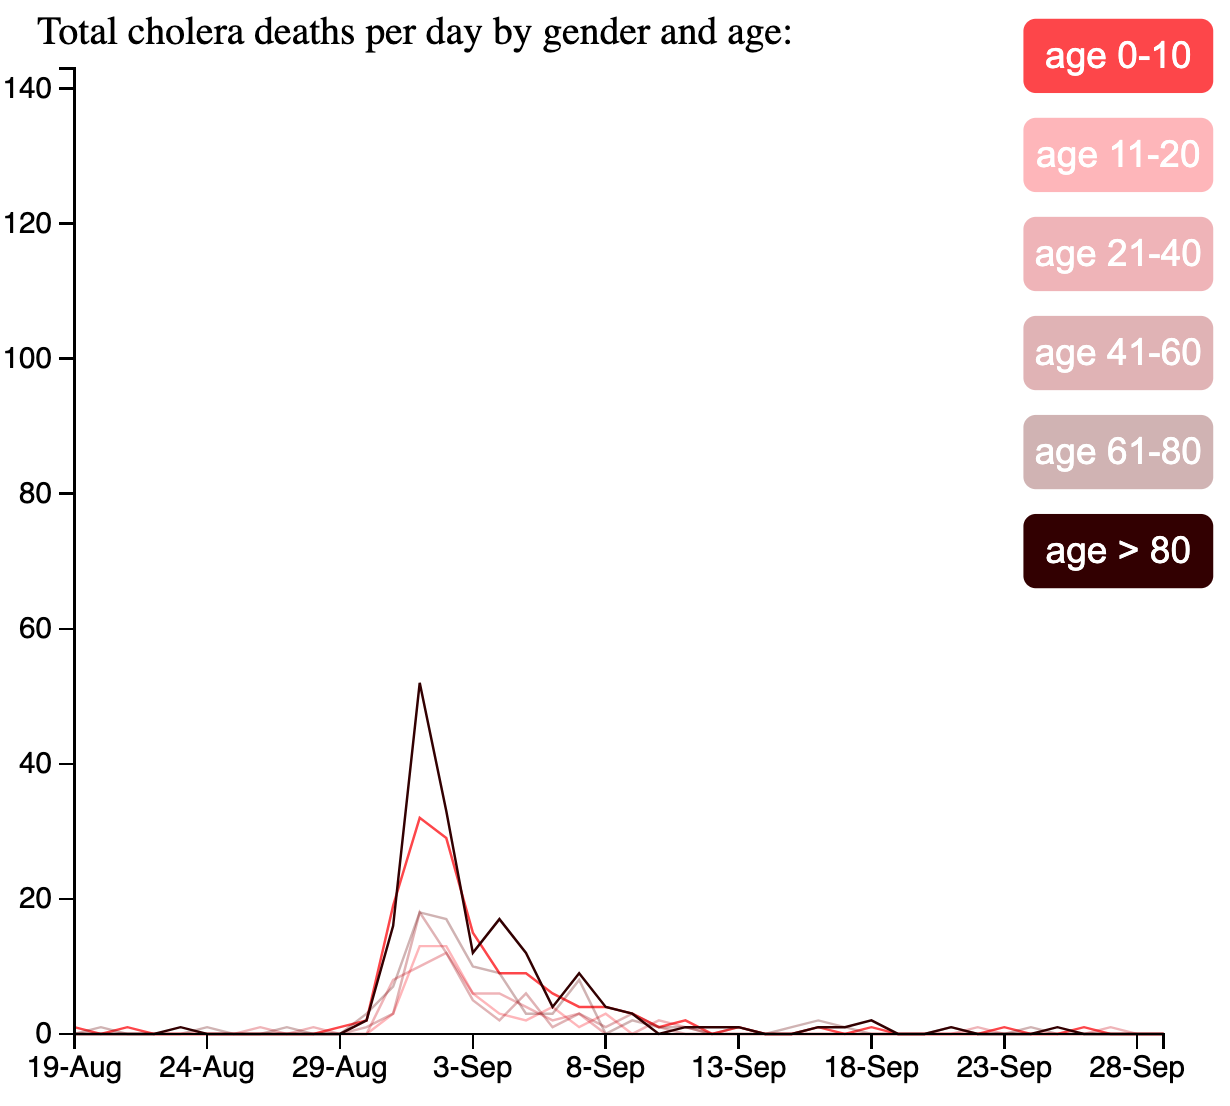 Total cholera deaths per day by gender and age:
age 0-10
age 11-20
age 21-40
age 41-60
age 61-80
age > 80
140
120
100
80
60
40
20
0
19-Aug 24-Aug 29-Aug 3-Sep 8-Sep 13-Sep 18-Sep 23-Sep 28-Sep